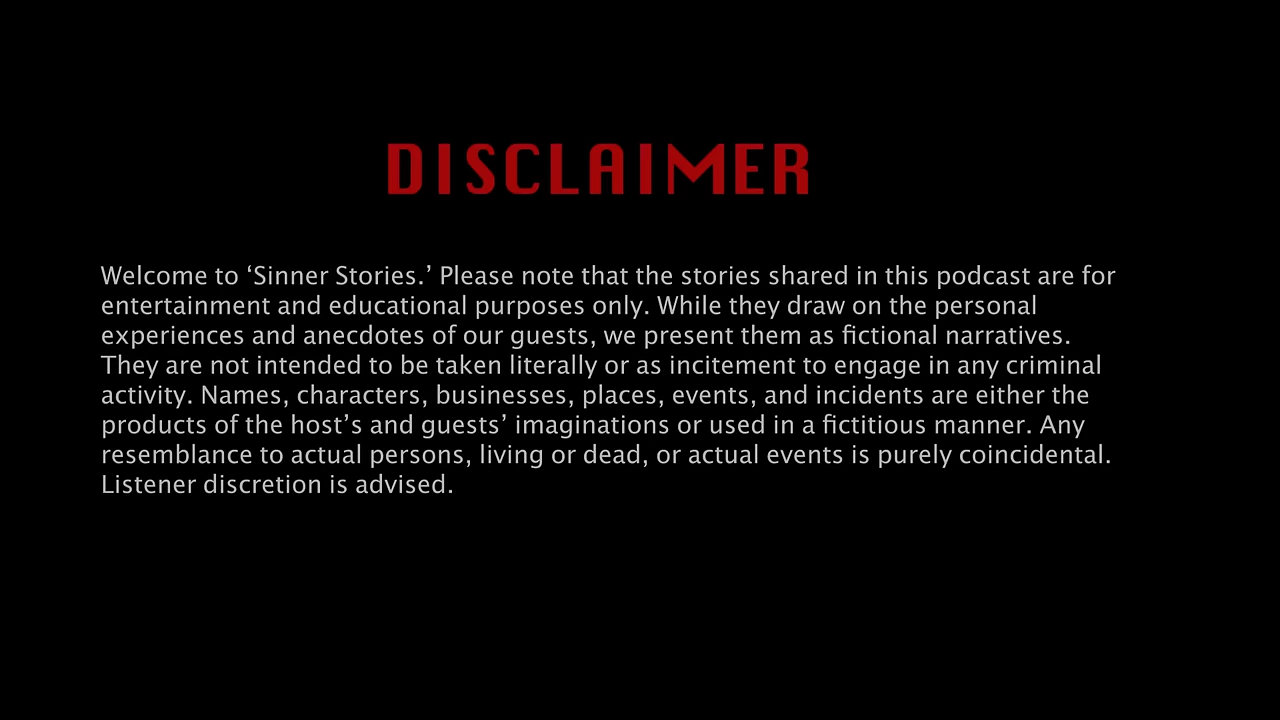 DISCLAIMER
Welcome to ‘Sinner Stories.’ Please note that the stories shared in this podcast are for
entertainment and educational purposes only. While they draw on the personal
experiences and anecdotes of our guests, we present them as fictional narratives.
They are not intended to be taken literally or as incitement to engage in any criminal
activity. Names, characters, businesses, places, events, and incidents are either the
products of the host’s and guests’ imaginations or used in a fictitious manner. Any
resemblance to actual persons, living or dead, or actual events is purely coincidental.
Listener discretion is advised.